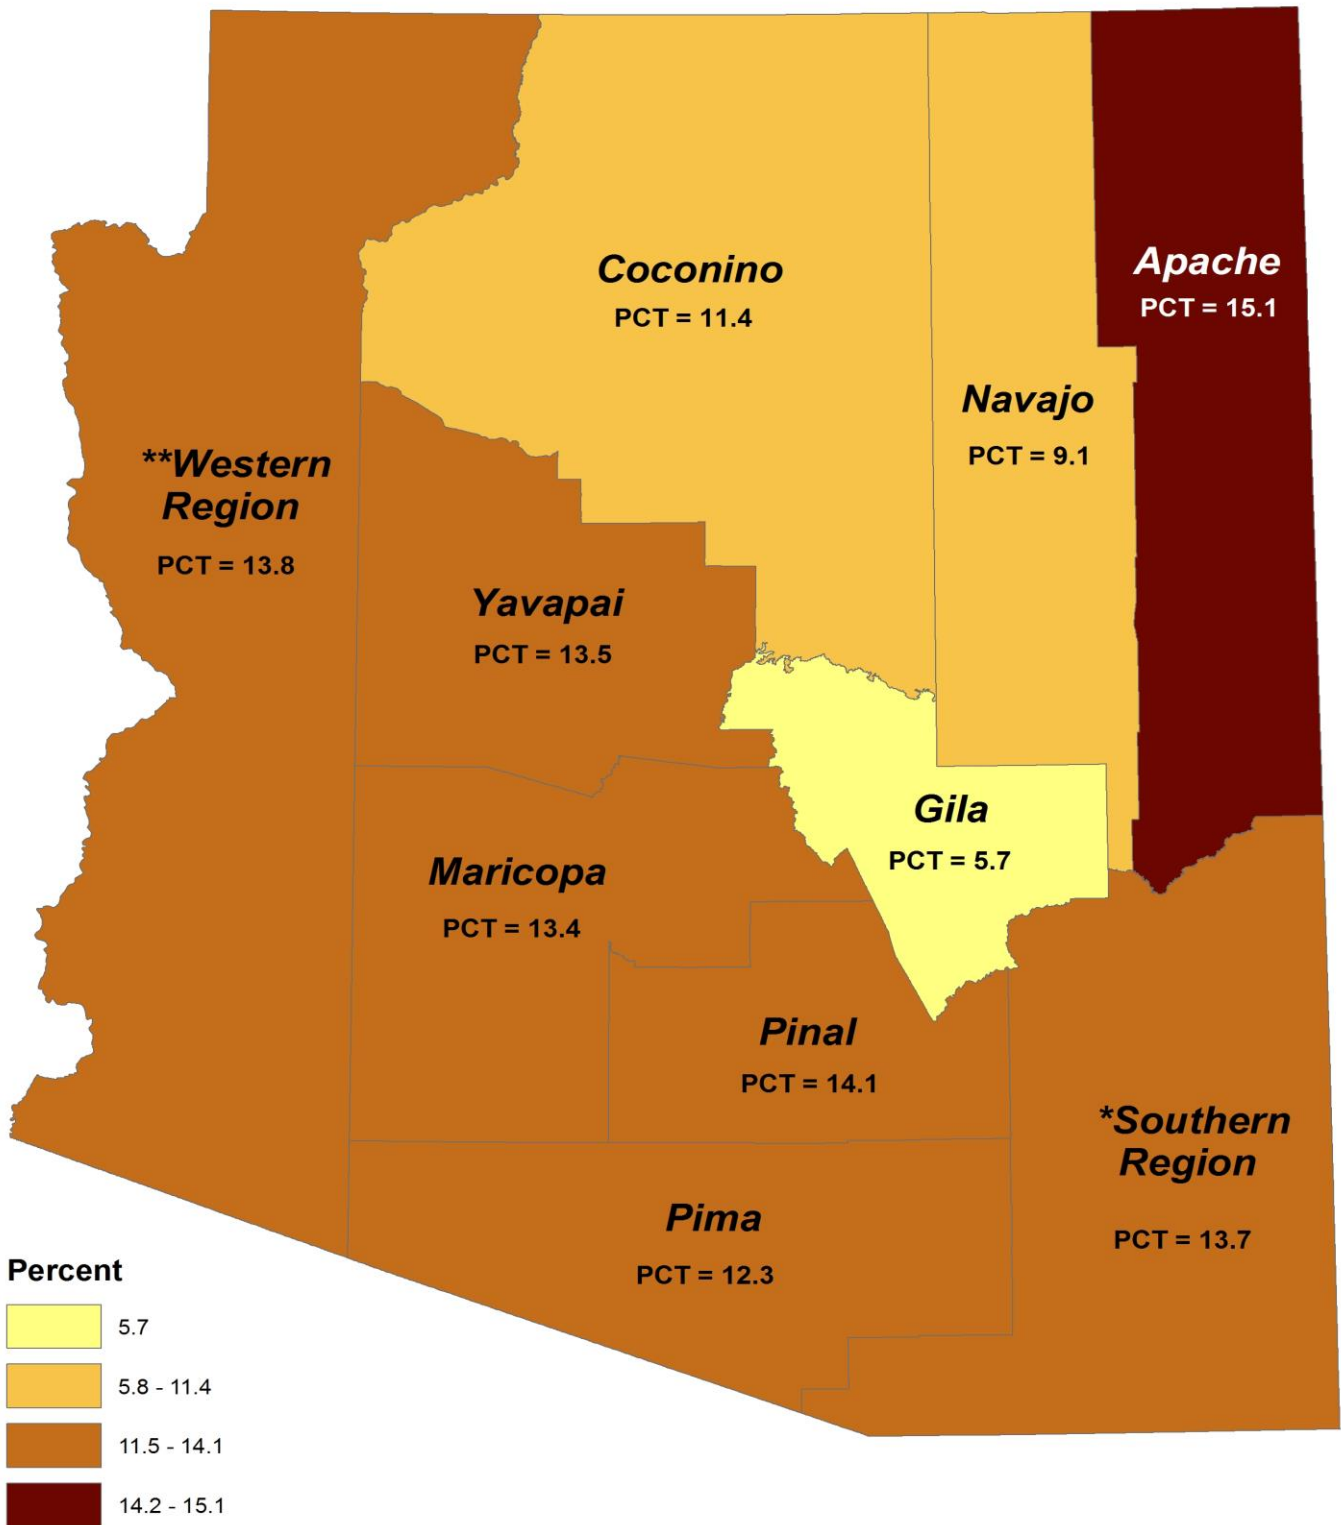 Coconino
PCT = 11.4
Apache
PCT = 15.1
Navajo
PCT = 9.1
**Western
Region
PCT = 13.8
Yavapai
PCT = 13.5
Gila
PCT = 5.7
Maricopa
PCT = 13.4
Pinal
PCT = 14.1
*Southern
Region
PCT = 13.7
Pima
PCT = 12.3
Percent
5.7
5.8 - 11.4
11.5 - 14.1
14.2 - 15.1